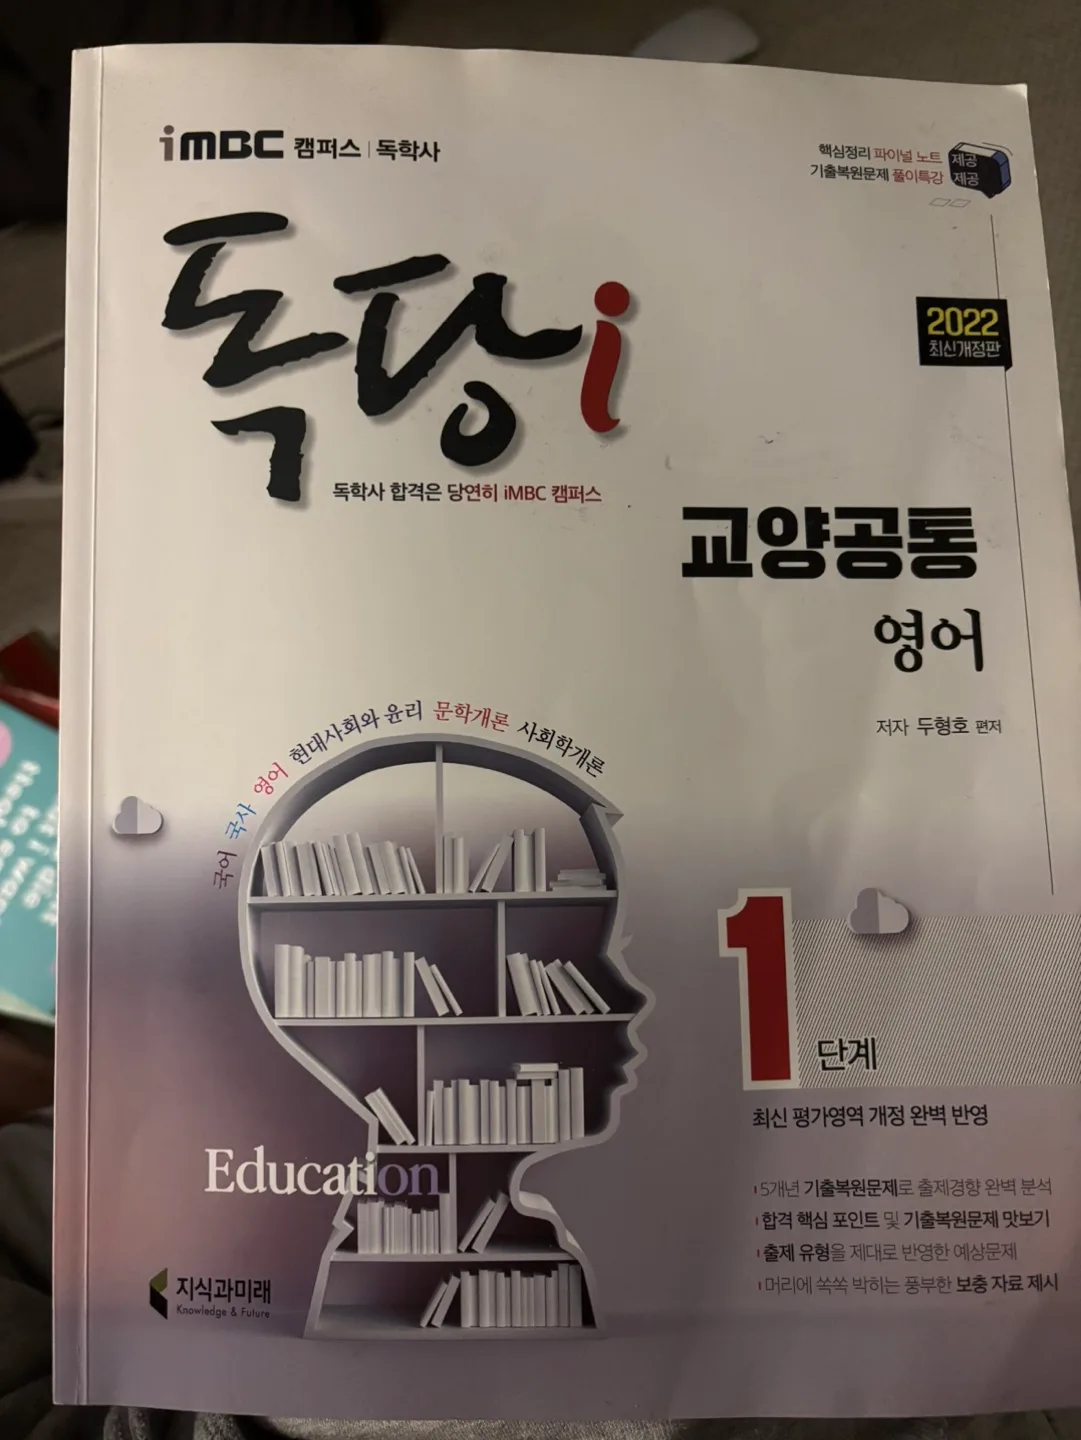 iMBC 캠퍼스 | 독학사
핵심정리 파이널 노트 제공
기출복원문제 풀이특강 제공
독당i
2022
최신개정판
독학사 합격은 당연히 iMBC 캠퍼스
교양공통
영어
저자 두형호 편저
국어 국사 영어 현대사회와 윤리 문학개론 사회학개론
1단계
최신 평가영역 개정 완벽 반영
5개년 기출복원문제로 출제경향 완벽 분석
합격 핵심 포인트 및 기출복원문제 맛보기
출제 유형을 제대로 반영한 예상문제
머리에 쏙쏙 박히는 풍부한 보충 자료 제시
Education
지식과미래
Knowledge & Future